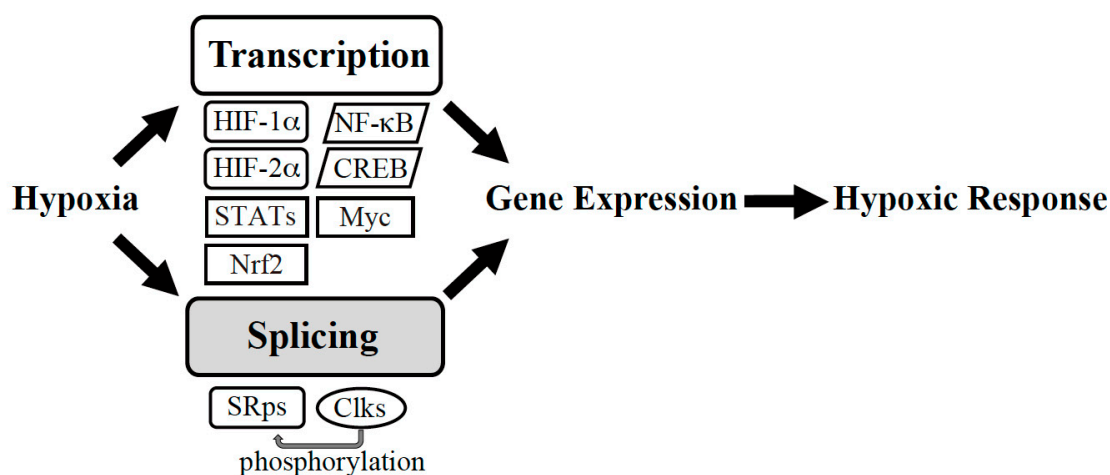 Transcription
HIF-1α NF-κB
HIF-2α CREB
Hypoxia Gene Expression Hypoxic Response
STATs Myc
Nrf2
Splicing
SRps Clks
phosphorylation